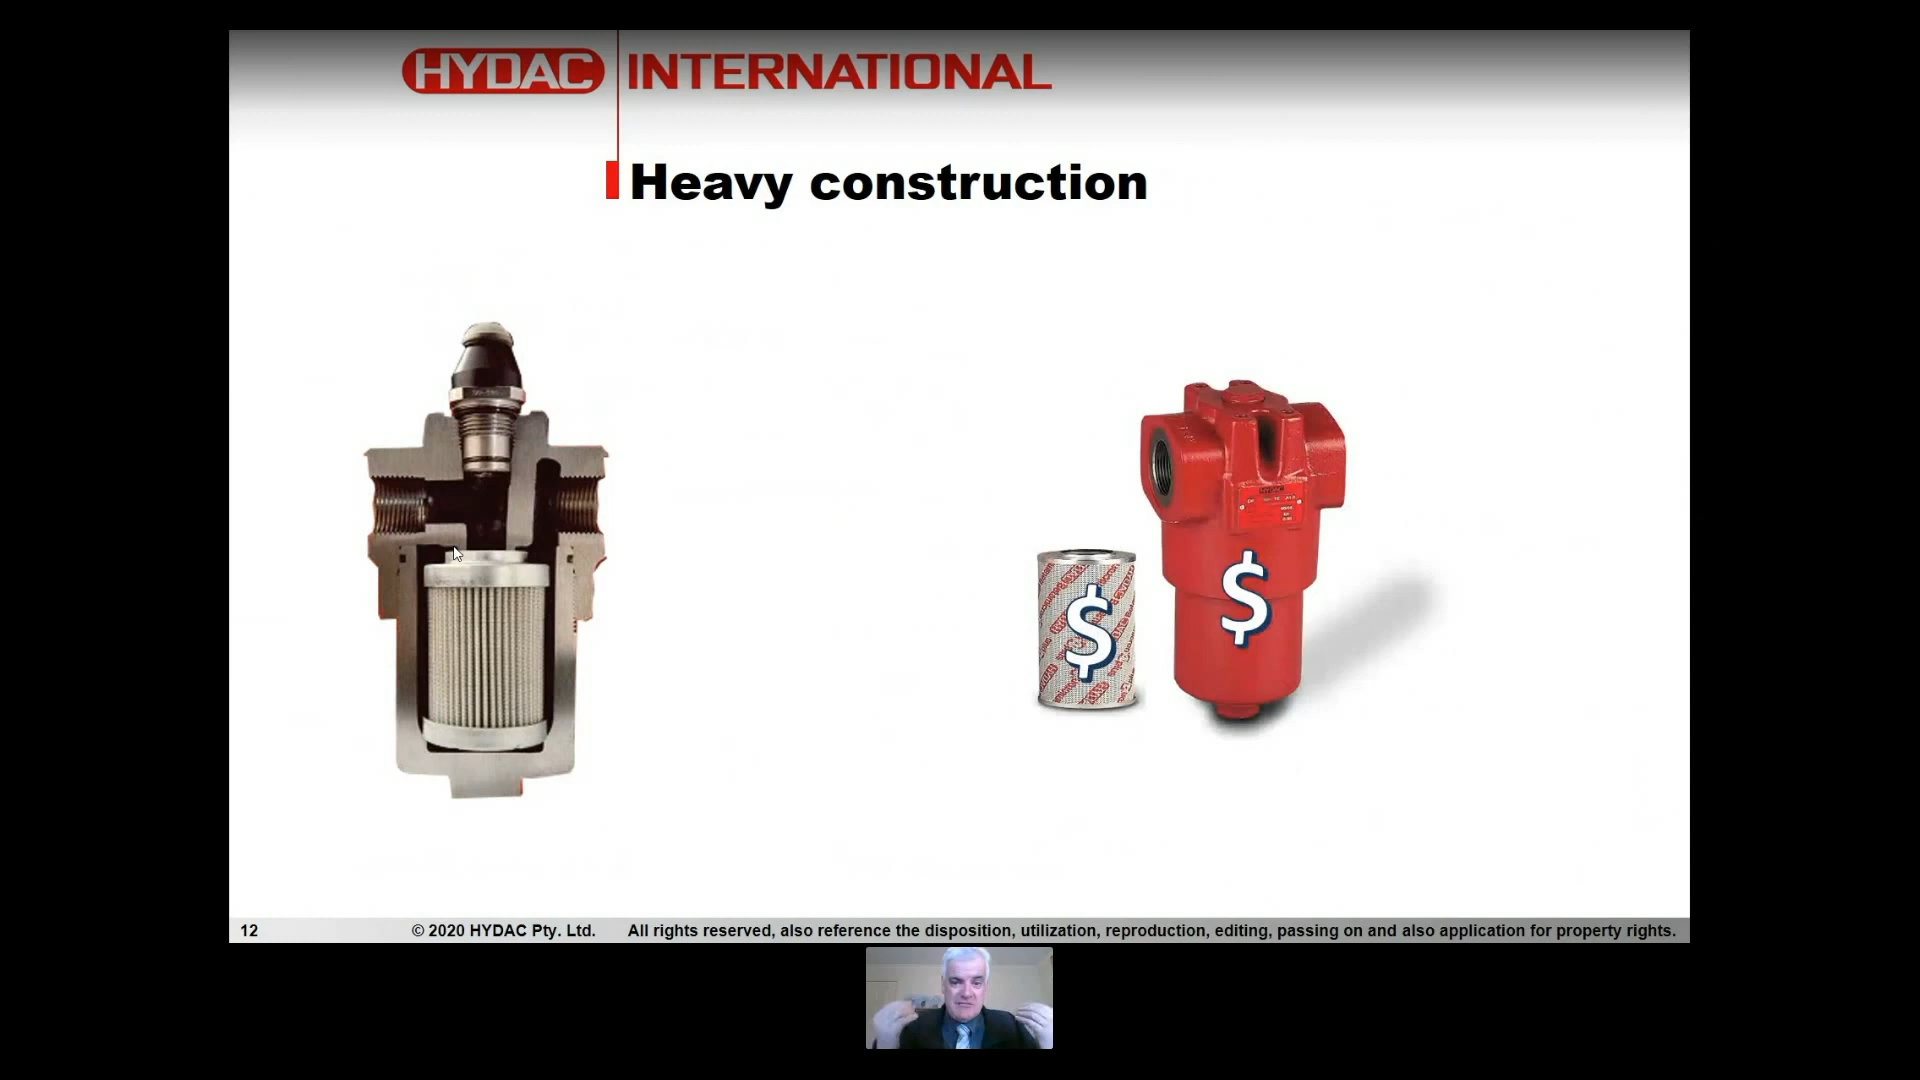 HYDAC INTERNATIONAL
Heavy construction
HYDAC
$
$
12
© 2020 HYDAC Pty. Ltd.
All rights reserved, also reference the disposition, utilization, reproduction, editing, passing on and also application for property rights.